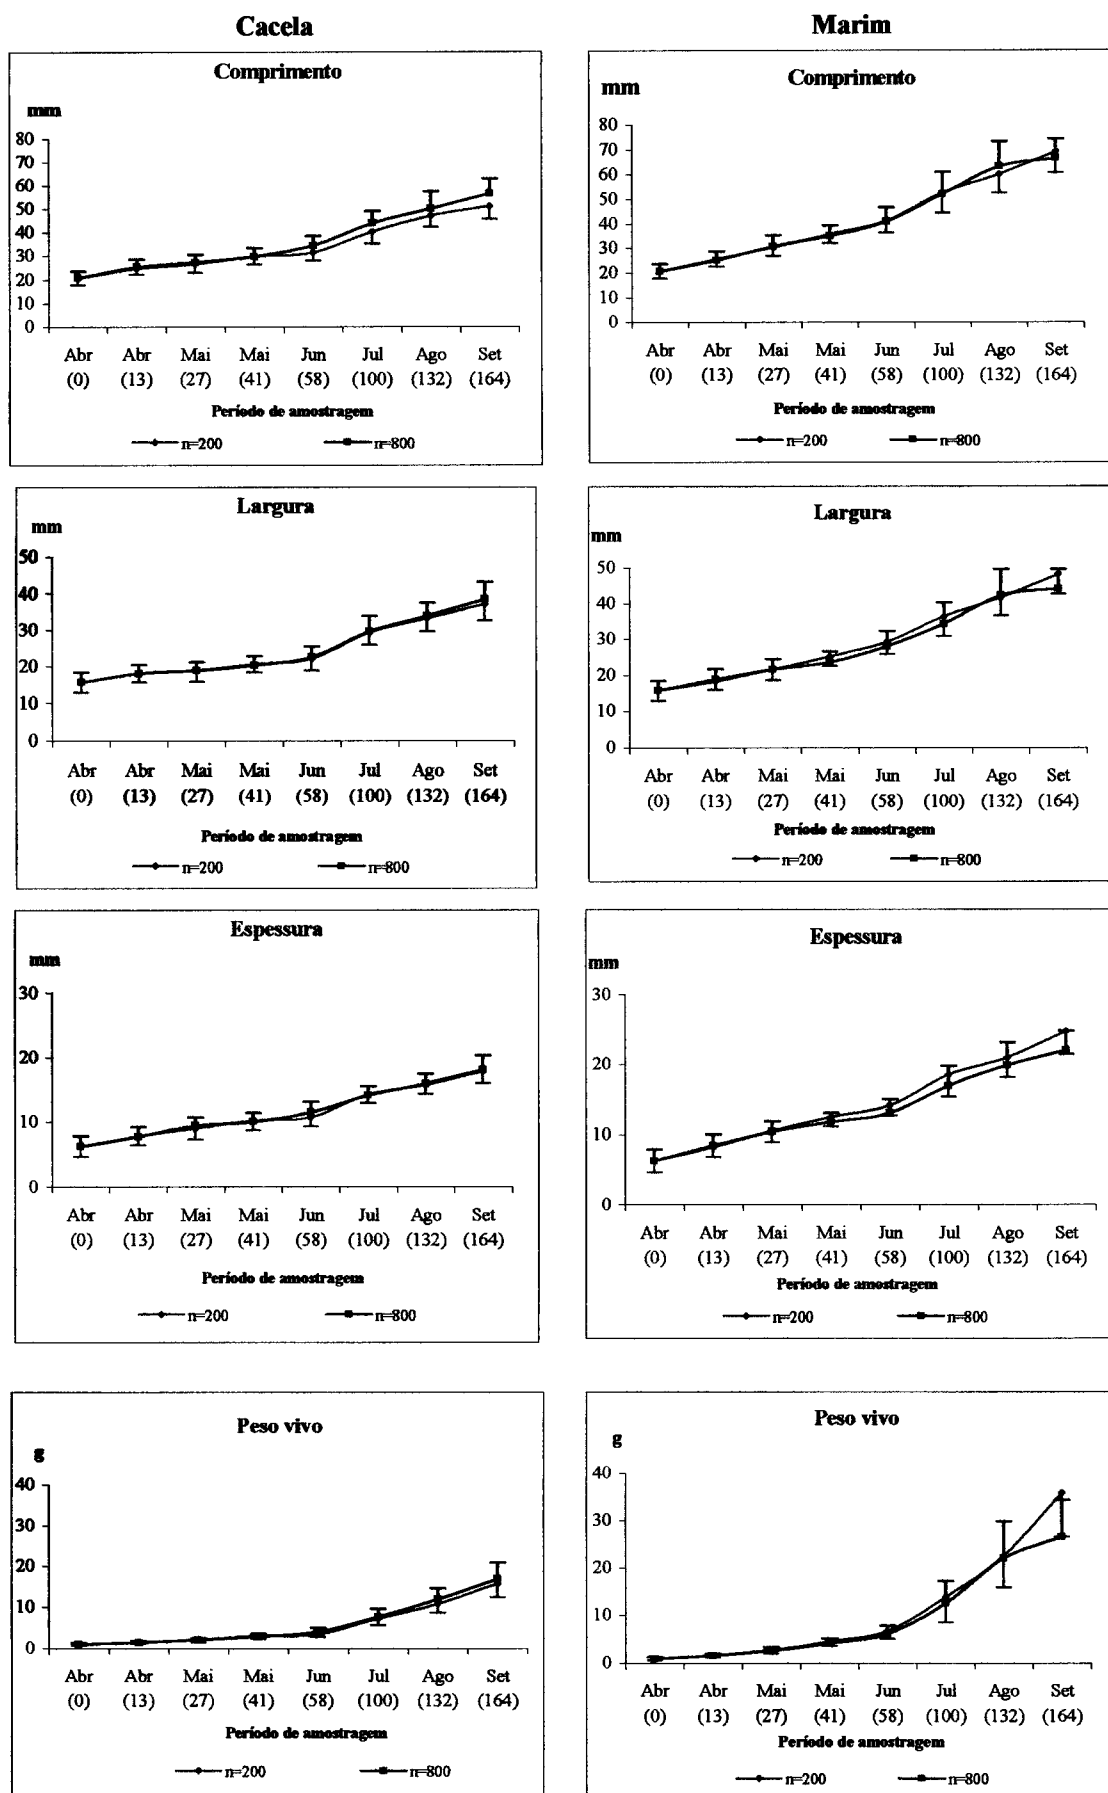 Cacela
Comprimento
mm
80
70
60
50
40
30
20
10
0
Abr Abr Mai Mai Jun Jul Ago Set
(0) (13) (27) (41) (58) (100) (132) (164)
Período de amostragem
n=200 n=800
Marim
Comprimento
mm
80
70
60
50
40
30
20
10
0
Abr Abr Mai Mai Jun Jul Ago Set
(0) (13) (27) (41) (58) (100) (132) (164)
Período de amostragem
n=200 n=800
Largura
mm
50
40
30
20
10
0
Abr Abr Mai Mai Jun Jul Ago Set
(0) (13) (27) (41) (58) (100) (132) (164)
Período de amostragem
n=200 n=800
Largura
mm
50
40
30
20
10
0
Abr Abr Mai Mai Jun Jul Ago Set
(0) (13) (27) (41) (58) (100) (132) (164)
Período de amostragem
n=200 n=800
Espessura
mm
30
20
10
0
Abr Abr Mai Mai Jun Jul Ago Set
(0) (13) (27) (41) (58) (100) (132) (164)
Período de amostragem
n=200 n=800
Espessura
mm
30
20
10
0
Abr Abr Mai Mai Jun Jul Ago Set
(0) (13) (27) (41) (58) (100) (132) (164)
Período de amostragem
n=200 n=800
Peso vivo
g
40
30
20
10
0
Abr Abr Mai Mai Jun Jul Ago Set
(0) (13) (27) (41) (58) (100) (132) (164)
Período de amostragem
n=200 n=800
Peso vivo
g
40
30
20
10
0
Abr Abr Mai Mai Jun Jul Ago Set
(0) (13) (27) (41) (58) (100) (132) (164)
Período de amostragem
n=200 n=800